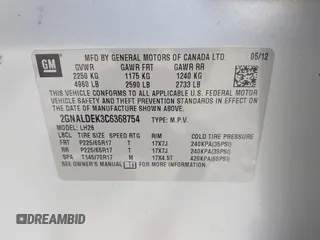 GM
MFD BY GENERAL MOTORS OF CANADA LTD. 05/12
GVWR GAWR FRT GAWR RR
2250 KG 1175 KG 1240 KG
4960 LB 2590 LB 2733 LB
THIS VEHICLE CONFORMS TO ALL APPLICABLE
U.S. FEDERAL MOTOR VEHICLE SAFETY AND
THEFT PREVENTION STANDARDS IN EFFECT ON
THE DATE OF MANUFACTURE SHOWN ABOVE.
2GNALDEK3C6368754 TYPE: M.P.V.
MODEL: LH26
LBCL TIRE SIZE SPEED RTG RIM COLD TIRE PRESSURE
FRT P225/65R17 T 17X7J 240KPA(35PSI)
RR P225/65R17 T 17X7J 240KPA(35PSI)
SPA T145/70R17 M 17X4.5T 420KPA(60PSI)
SEE OWNER'S MANUAL FOR
DREAMBID